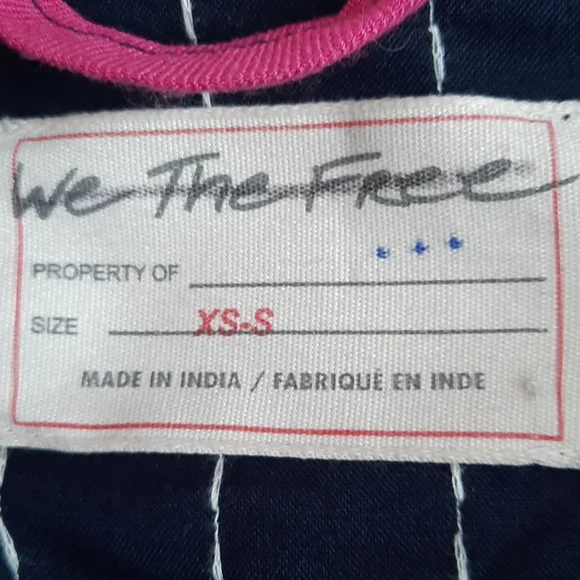 We The Free
PROPERTY OF
SIZE XS-S
MADE IN INDIA / FABRIQUÉ EN INDE